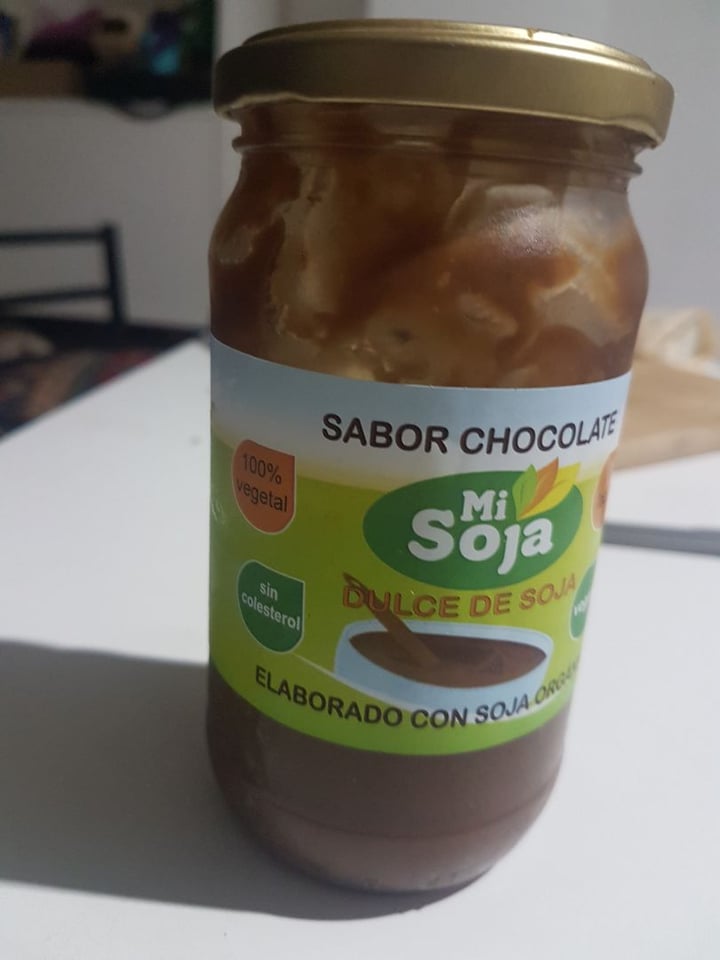 SABOR CHOCOLATE
100%
vegetal
Mi
Soja
sin
colesterol
DULCE DE SOJA
ELABORADO CON SOJA